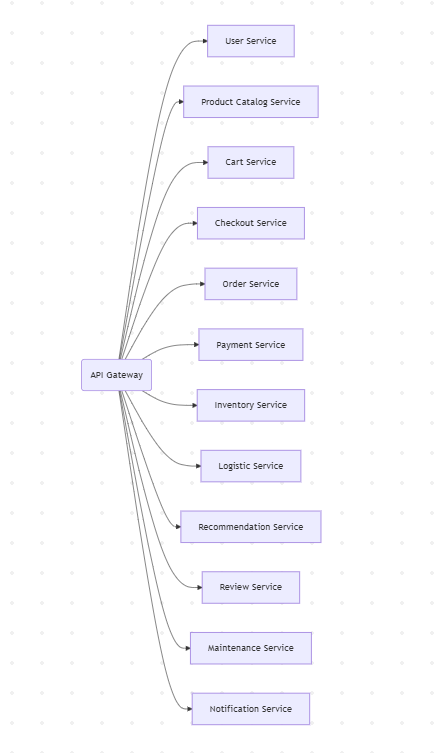 User Service
Product Catalog Service
Cart Service
Checkout Service
Order Service
Payment Service
API Gateway
Inventory Service
Logistic Service
Recommendation Service
Review Service
Maintenance Service
Notification Service